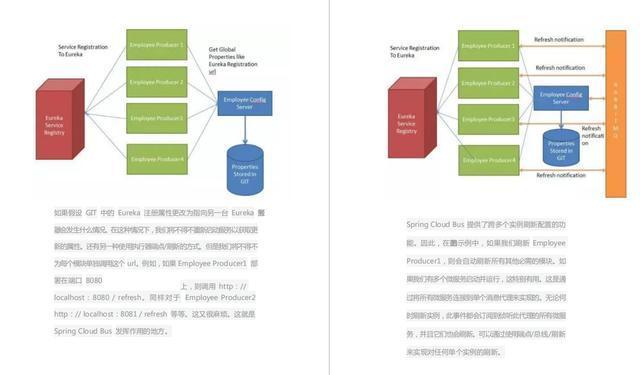 Service Registration
To Eureka
Employee Producer 1
Employee Producer 2
Employee Producer3
Employee Producer4
Get Global
Properties like
Eureka Registration
url
Eureka
Service
Registry
Employee Config
Server
Properties
Stored in
GIT
如果假设 GIT 中的 Eureka 注册属性更改为指向另一台 Eureka 服
器会发生什么情况。在这种情况下，我们将不得不重新启动服务以获取更
新的属性。还有另一种使用执行器端点/刷新的方式。但是我们将不得不
为每个模块单独调用这个 url。例如，如果 Employee Producer1 部
署在端口 8080 上，则调用 http：//
localhost：8080 / refresh。同样对于 Employee Producer2
http：// localhost：8081 / refresh 等等。这又很麻烦。这就是
Spring Cloud Bus 发挥作用的地方。
Service Registration
To Eureka
Employee Producer 1
Employee Producer 2
Employee Producer 3
Employee Producer4
Refresh notification
Refresh notification
Refresh
notificati
on
Refresh notification
Eureka
Service
Registry
Employee Config
Server
Properties
Stored in
GIT
RABBITMQ
Spring Cloud Bus 提供了跨多个实例刷新配置的功
能。因此，在 示例中，如果我们刷新 Employee
Producer1，则会自动刷新所有其他必需的模块。如
果我们有多个微服务启动并运行，这特别有用。这是通
过将所有微服务连接到单个消息代理来实现的。无论何
时刷新实例，此事件都会订阅到侦听此代理的所有微服
务，并且它们也会刷新。可以通过使用端点/总线/刷新
来实现对任何单个实例的刷新。